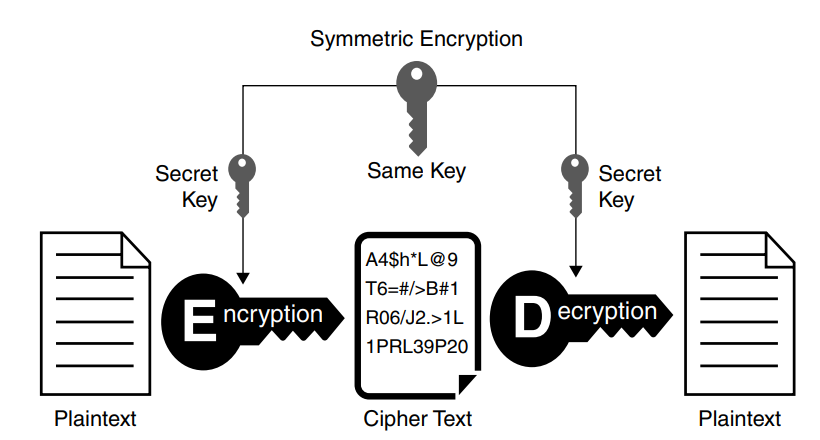 Symmetric Encryption
Same Key
Secret
Key
Secret
Key
Encryption
A4$h*L@9
T6=#/>B#1
R06/J2.>1L
1PRL39P20
Decryption
Plaintext
Cipher Text
Plaintext